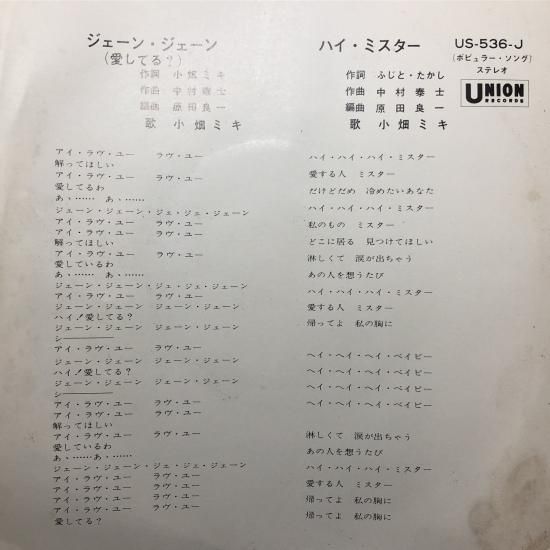 ジェーン・ジェーン
(愛してる?)
作詞 小畑ミキ
作曲 中村泰士
編曲 原田良一
歌 小畑ミキ
アイ・ラヴ・ユー ラヴ・ユー
解ってほしい
アイ・ラヴ・ユー ラヴ・ユー
愛してるわ
あ、…… あ、……
ジェーン・ジェーン・ジェ・ジェ・ジェーン
アイ・ラヴ・ユー ラヴ・ユー
アイ・ラヴ・ユー ラヴ・ユー
解ってほしい
アイ・ラヴ・ユー ラヴ・ユー
愛しているわ
あ、…… あ、……
ジェーン・ジェーン・ジェ・ジェ・ジェーン
アイ・ラヴ・ユー ラヴ・ユー
ジェーン・ジェーン ジェーン・ジェーン
ハイ!愛してる?
ジェーン・ジェーン ジェーン・ジェーン
シ────
アイ・ラヴ・ユー ラヴ・ユー
ジェーン・ジェーン ジェーン・ジェーン
ハイ!愛してる?
ジェーン・ジェーン ジェーン・ジェーン
シ────
アイ・ラヴ・ユー ラヴ・ユー
アイ・ラヴ・ユー ラヴ・ユー
解ってほしい
アイ・ラヴ・ユー ラヴ・ユー
愛しているわ
あ、……あ、……
ジェーン・ジェーン・ジェ・ジェ・ジェーン
アイ・ラヴ・ユー ラヴ・ユー
アイ・ラヴ・ユー ラヴ・ユー
アイ・ラヴ・ユー ラヴ・ユー
アイ・ラヴ・ユー ラヴ・ユー
愛してる?
ハイ・ミスター
作詞 ふじと・たかし
作曲 中村泰士
編曲 原田良一
歌 小畑ミキ
US-536-J
(ポピュラー・ソング)
ステレオ
UNION
RECORDS
ハイ・ハイ・ハイ・ミスター
愛する人 ミスター
だけどだめ 冷めたいあなた
ハイ・ハイ・ハイ・ミスター
私のもの ミスター
どこに居る 見つけてほしい
淋しくて 涙が出ちゃう
あの人を想うたび
ハイ・ハイ・ハイ・ミスター
愛する人 ミスター
帰ってよ 私の胸に
ヘイ・ヘイ・ヘイ・ベイビー
ヘイ・ヘイ・ヘイ・ベイビー
ヘイ・ヘイ・ヘイ・ベイビー
ヘイ・ヘイ・ヘイ・ベイビー
淋しくて 涙が出ちゃう
あの人を想うたび
ハイ・ハイ・ハイ・ミスター
愛する人 ミスター
帰ってよ 私の胸に
帰ってよ 私の胸に